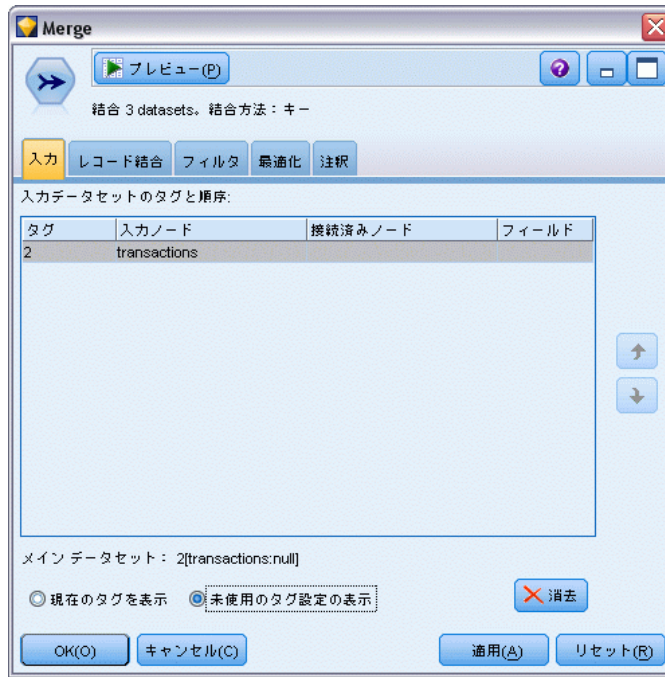 Merge
プレビュー(P)
結合 3 datasets。結合方法：キー
入力 レコード結合 フィルタ 最適化 注釈
入力データセットのタグと順序:
タグ 入力ノード 接続済みノード フィールド
2 transactions
メイン データセット： 2[transactions:null]
現在のタグを表示 未使用のタグ設定の表示 消去
OK(O) キャンセル(C) 適用(A) リセット(R)